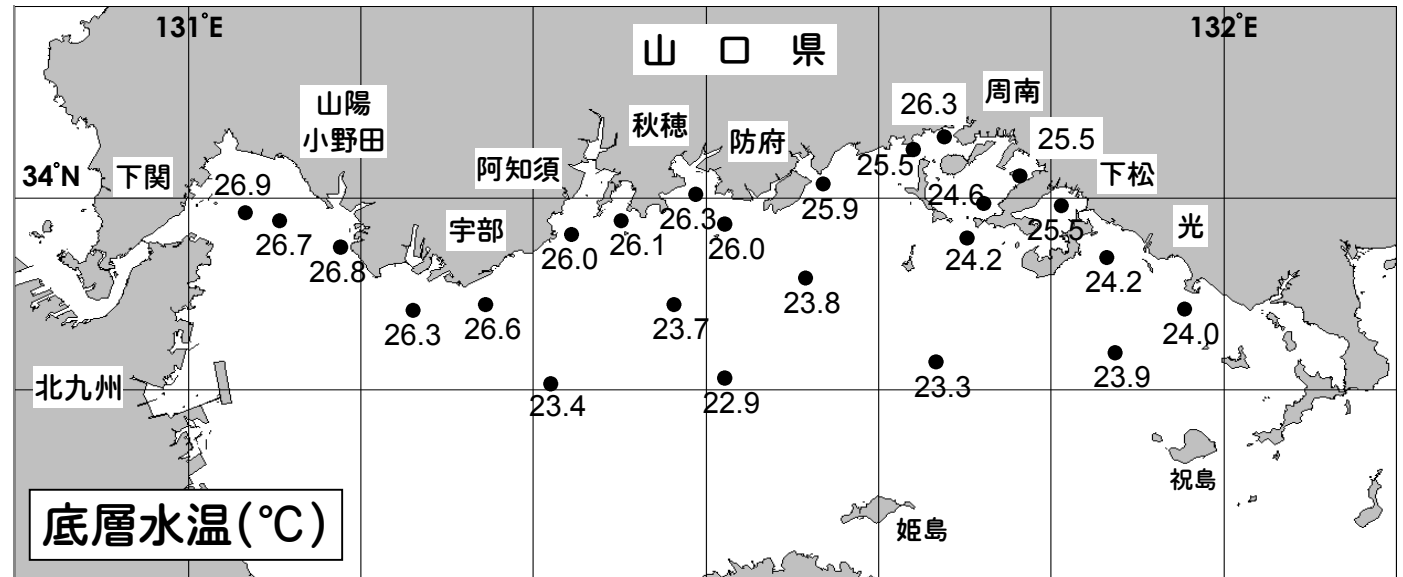 131°E
132°E
山 口 県
山陽
小野田
秋穂
防府
26.3
周南
25.5
25.5
下松
34°N
下関
阿知須
26.9
24.6
26.3
25.9
25.5
光
26.7
宇部
26.8
26.0
26.1
26.0
24.2
24.2
23.8
26.3
26.6
23.7
24.0
北九州
23.4
22.9
23.3
23.9
祝島
姫島
底層水温(℃)